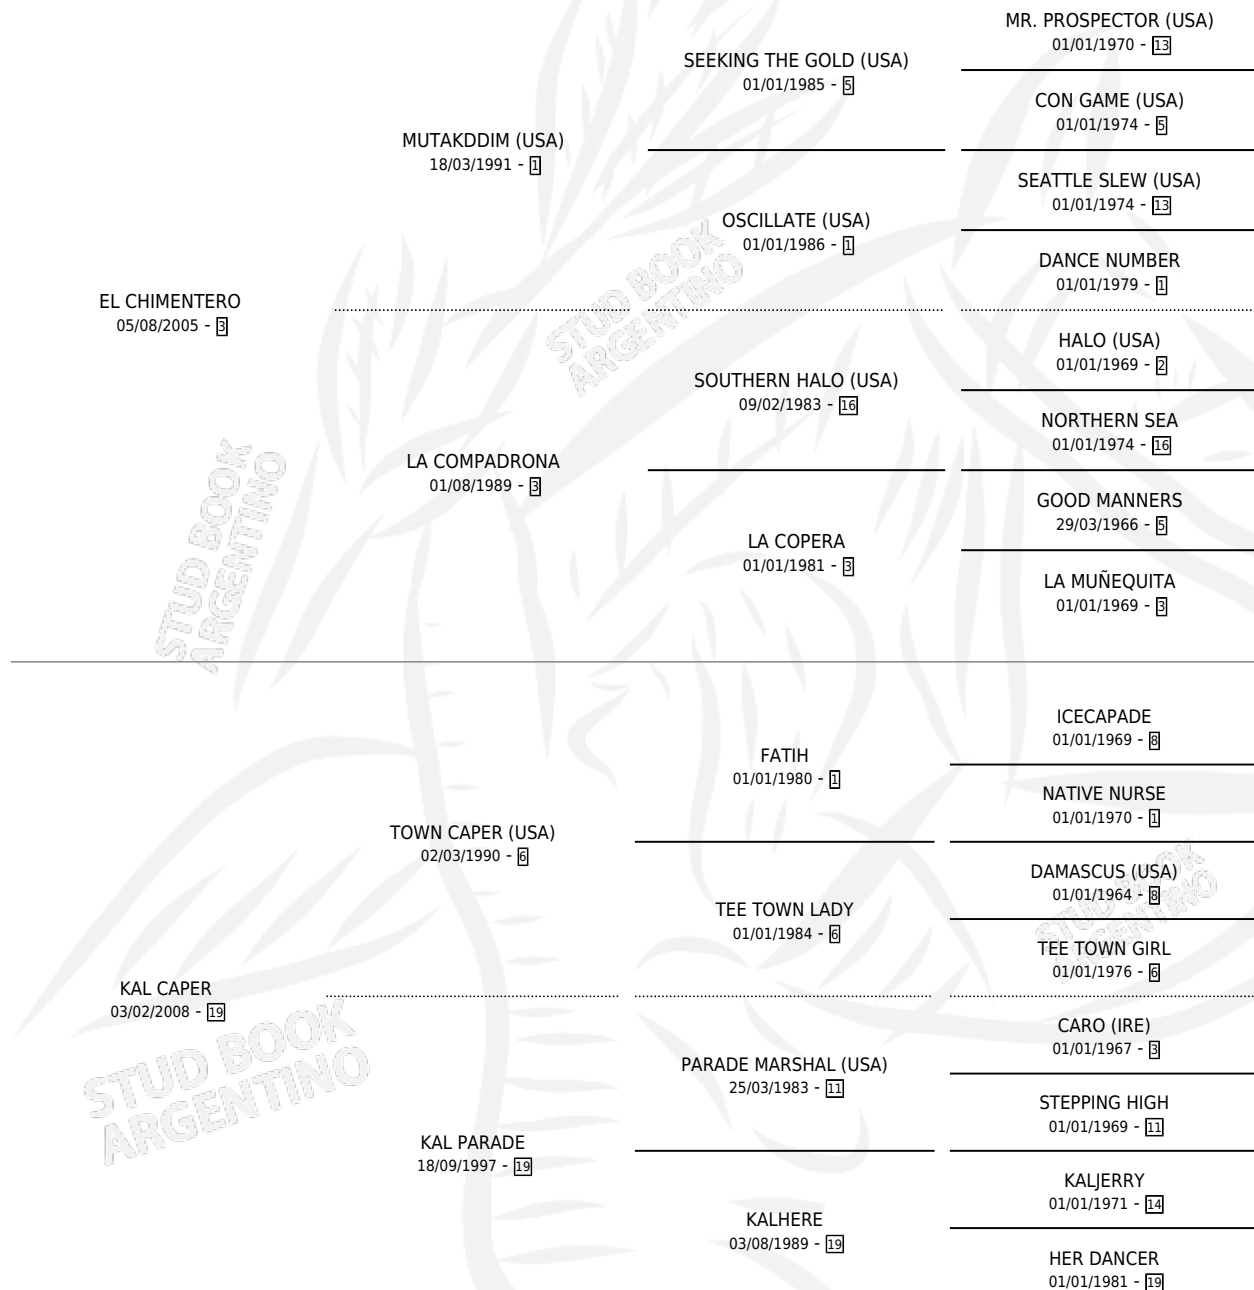 MR. PROSPECTOR (USA)
01/01/1970 - 13
SEEKING THE GOLD (USA)
01/01/1985 - 5
CON GAME (USA)
01/01/1974 - 5
MUTAKDDIM (USA)
18/03/1991 - 1
SEATTLE SLEW (USA)
01/01/1974 - 13
OSCILLATE (USA)
01/01/1986 - 1
DANCE NUMBER
01/01/1979 - 1
EL CHIMENTERO
05/08/2005 - 3
HALO (USA)
01/01/1969 - 2
SOUTHERN HALO (USA)
09/02/1983 - 16
NORTHERN SEA
01/01/1974 - 16
LA COMPADRONA
01/08/1989 - 3
GOOD MANNERS
29/03/1966 - 5
LA COPERA
01/01/1981 - 3
LA MUÑEQUITA
01/01/1969 - 3
STUD BOOK
ARGENTINO
STUD BOOK
ARGENTINO
ICECAPADE
01/01/1969 - 8
FATIH
01/01/1980 - 1
NATIVE NURSE
01/01/1970 - 1
TOWN CAPER (USA)
02/03/1990 - 6
DAMASCUS (USA)
01/01/1964 - 8
TEE TOWN LADY
01/01/1984 - 6
TEE TOWN GIRL
01/01/1976 - 6
STUD BOOK
ARGENTINO
KAL CAPER
03/02/2008 - 19
CARO (IRE)
01/01/1967 - 3
PARADE MARSHAL (USA)
25/03/1983 - 11
STEPPING HIGH
01/01/1969 - 11
STUD BOOK
ARGENTINO
KAL PARADE
18/09/1997 - 19
KALJERRY
01/01/1971 - 14
KALHERE
03/08/1989 - 19
HER DANCER
01/01/1981 - 19